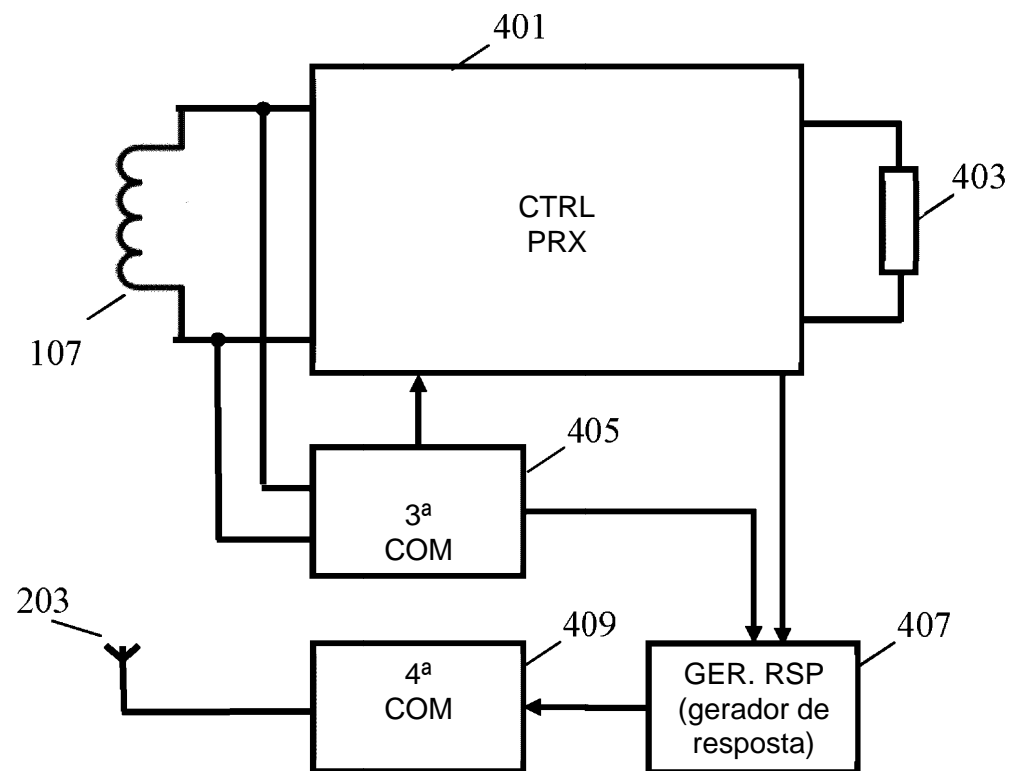 401
CTRL
PRX
403
107
405
3ª
COM
203
409
4ª
COM
407
GER. RSP
(gerador de
resposta)